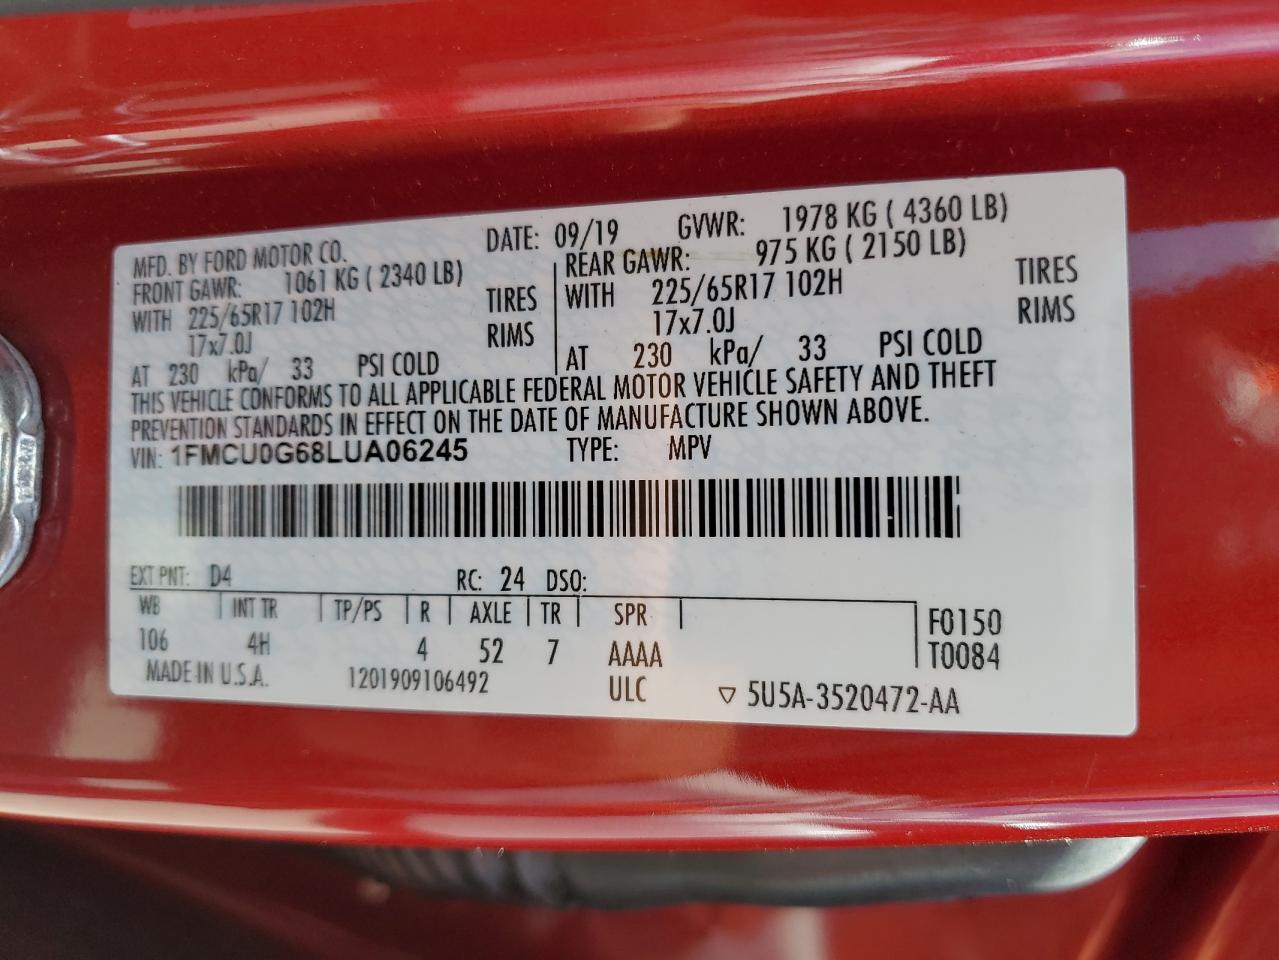 MFD. BY FORD MOTOR CO. DATE: 09/19 GVWR: 1978 KG ( 4360 LB)
FRONT GAWR: 1061 KG ( 2340 LB) REAR GAWR: 975 KG ( 2150 LB)
WITH 225/65R17 102H TIRES WITH 225/65R17 102H TIRES
17x7.0J RIMS 17x7.0J RIMS
AT 230 kPa/ 33 PSI COLD AT 230 kPa/ 33 PSI COLD
THIS VEHICLE CONFORMS TO ALL APPLICABLE FEDERAL MOTOR VEHICLE SAFETY AND THEFT
PREVENTION STANDARDS IN EFFECT ON THE DATE OF MANUFACTURE SHOWN ABOVE.
VIN: 1FMCU0G68LUA06245 TYPE: MPV
EXT PNT: D4 RC: 24 DSO:
WB INT TR TP/PS R AXLE TR SPR F0150
106 4H 4 52 7 AAAA T0084
MADE IN U.S.A. 1201909106492 ULC ▽ 5U5A-3520472-AA